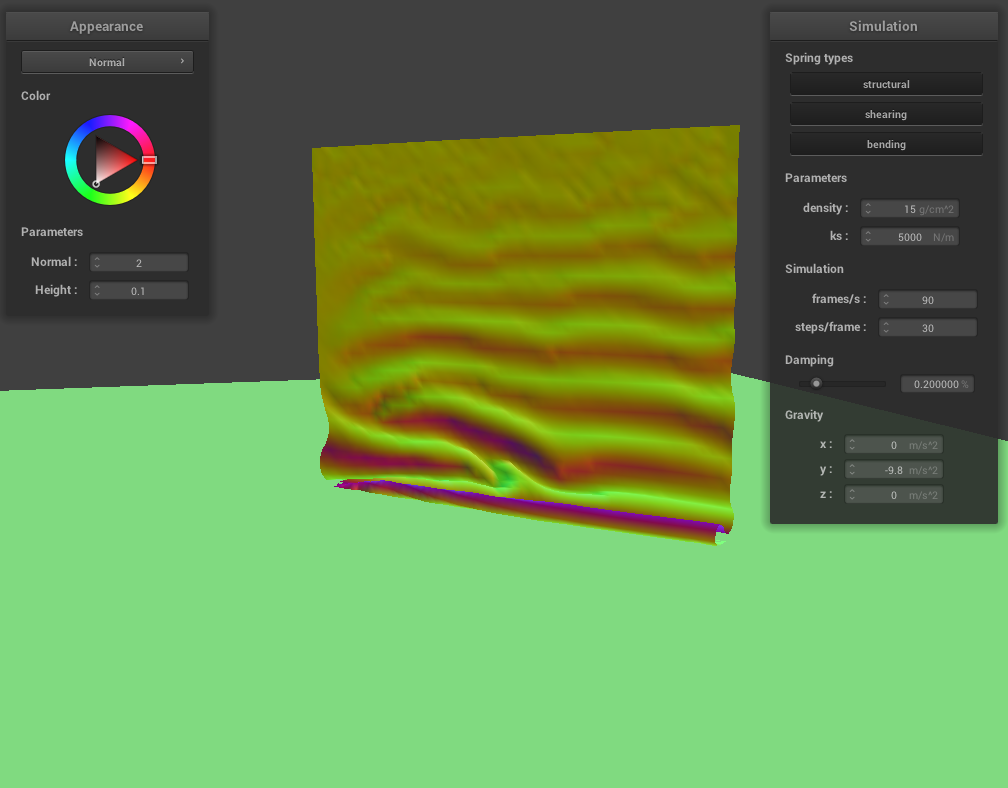 Appearance
Normal
Color
Parameters
Normal : 2
Height : 0.1
Simulation
Spring types
structural
shearing
bending
Parameters
density : 15 g/cm^2
ks : 5000 N/m
Simulation
frames/s : 90
steps/frame : 30
Damping
0.200000 %
Gravity
x : 0 m/s^2
y : -9.8 m/s^2
z : 0 m/s^2